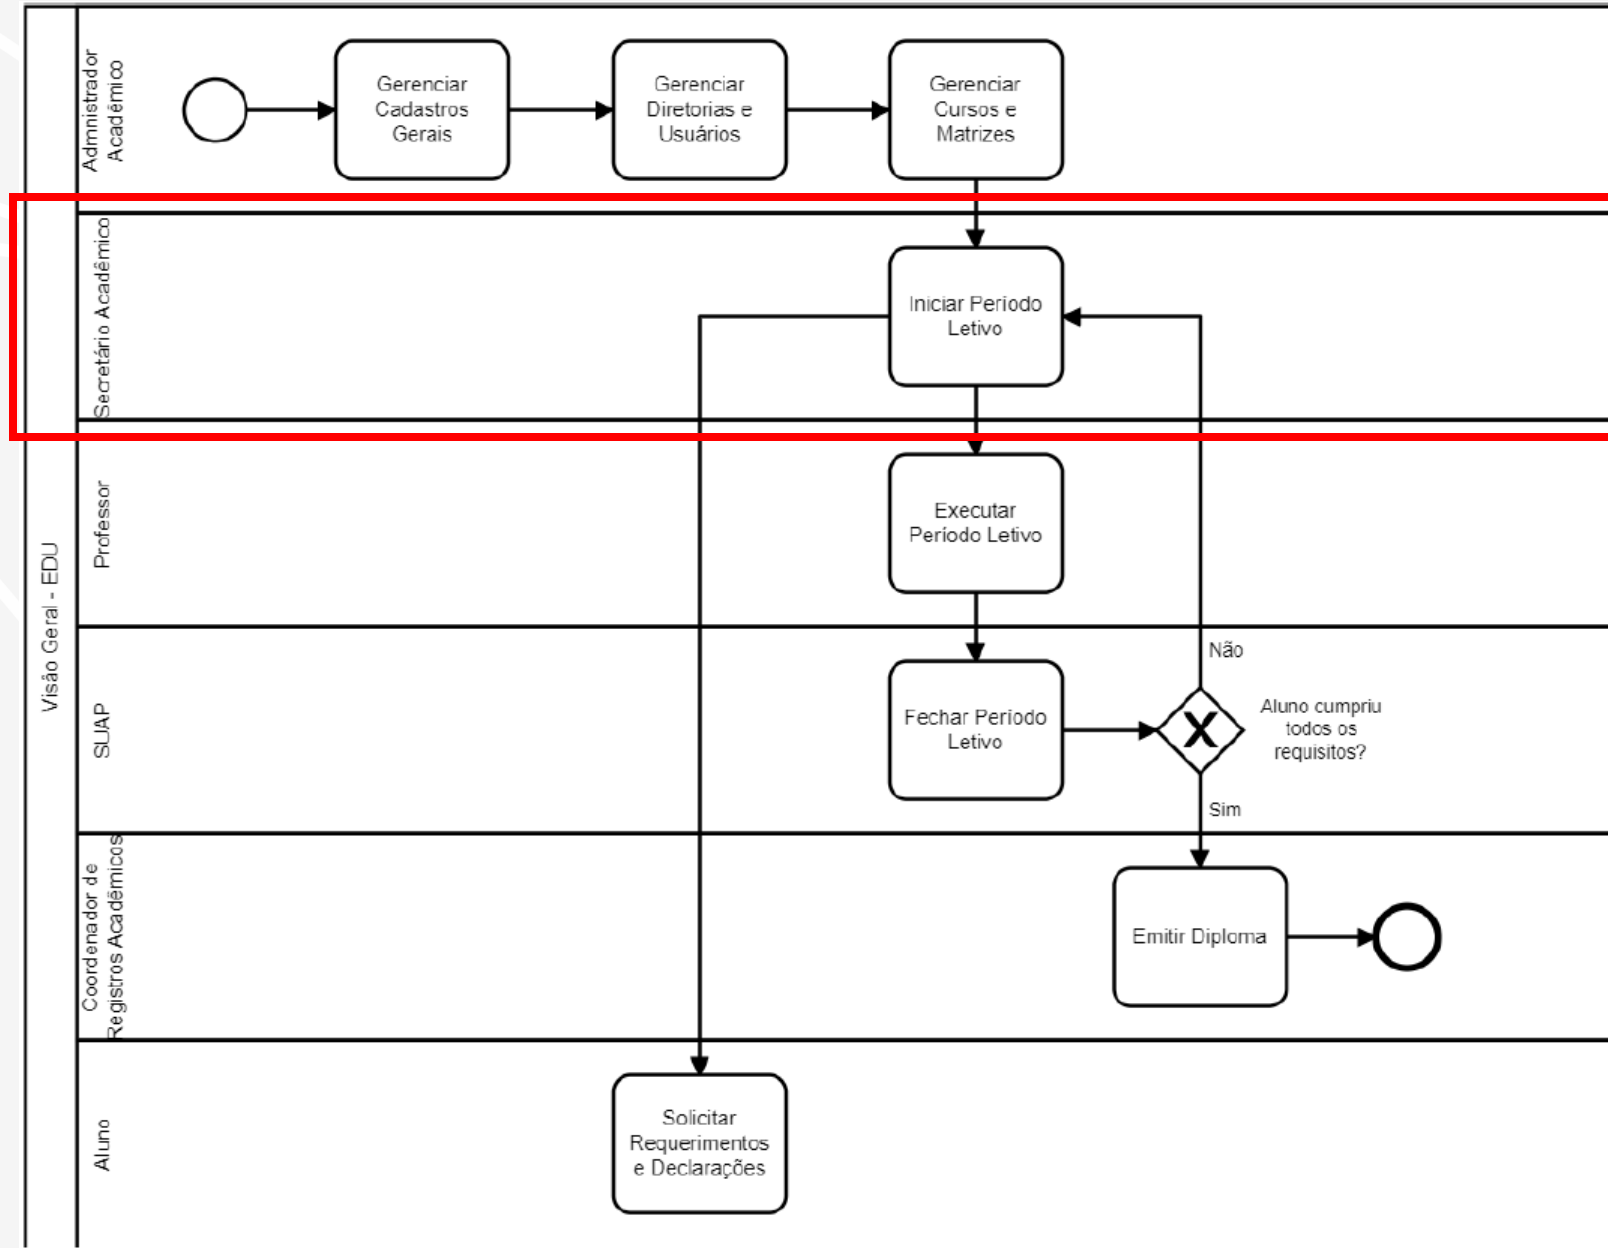 Visão Geral - EDU
Admnistrador
Acadêmico
Gerenciar
Cadastros
Gerais
Gerenciar
Diretorias e
Usuários
Gerenciar
Cursos e
Matrizes
Secretário Acadêmico
Iniciar Período
Letivo
Professor
Executar
Período Letivo
SUAP
Fechar Período
Letivo
Não
Aluno cumpriu
todos os
requisitos?
Sim
Coordenador de
Registros Acadêmicos
Emitir Diploma
Aluno
Solicitar
Requerimentos
e Declarações